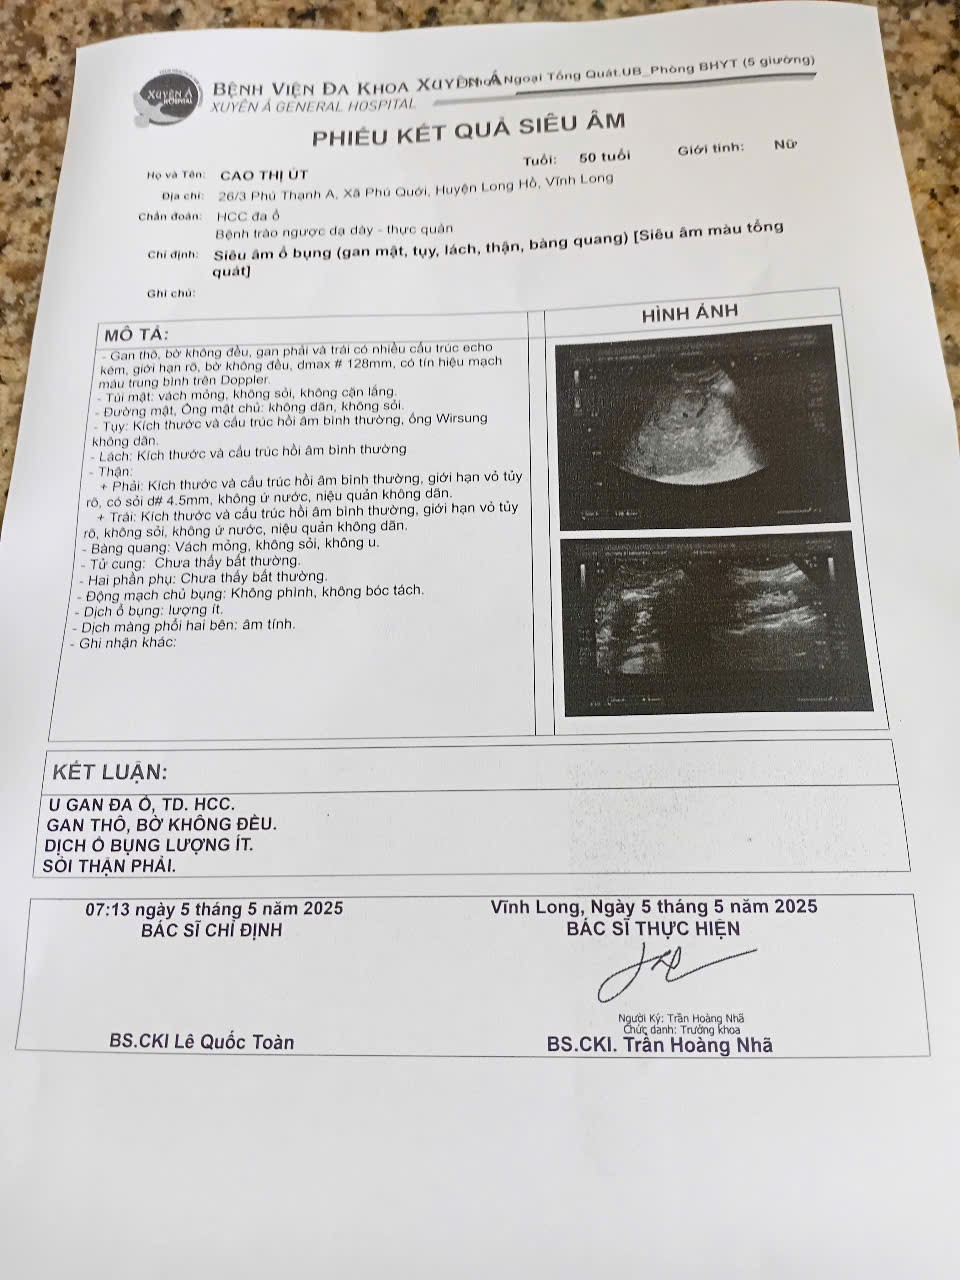 XUYÊN Á
HOSPITAL
BỆNH VIỆN ĐA KHOA XUYÊN Á
Khoa Ngoại Tổng Quát.UB_Phòng BHYT (5 giường)
XUYÊN Á GENERAL HOSPITAL
PHIẾU KẾT QUẢ SIÊU ÂM
Họ và Tên: CAO THỊ ÚT Tuổi: 50 tuổi Giới tính: Nữ
Địa chỉ: 26/3 Phú Thạnh A, Xã Phú Quới, Huyện Long Hồ, Vĩnh Long
Chẩn đoán: HCC đa ổ
Bệnh trào ngược dạ dày - thực quản
Chỉ định: Siêu âm ổ bụng (gan mật, tụy, lách, thận, bàng quang) [Siêu âm màu tổng
quát]
Ghi chú:
MÔ TẢ:
- Gan thô, bờ không đều, gan phải và trái có nhiều cấu trúc echo
kém, giới hạn rõ, bờ không đều, dmax # 128mm, có tín hiệu mạch
máu trung bình trên Doppler.
- Túi mật: vách mỏng, không sỏi, không cặn lắng.
- Đường mật, Ống mật chủ: không dãn, không sỏi.
- Tụy: Kích thước và cấu trúc hồi âm bình thường, ống Wirsung
không dãn.
- Lách: Kích thước và cấu trúc hồi âm bình thường
- Thận:
+ Phải: Kích thước và cấu trúc hồi âm bình thường, giới hạn vỏ tủy
rõ, có sỏi d# 4.5mm, không ứ nước, niệu quản không dãn.
+ Trái: Kích thước và cấu trúc hồi âm bình thường, giới hạn vỏ tủy
rõ, không sỏi, không ứ nước, niệu quản không dãn.
- Bàng quang: Vách mỏng, không sỏi, không u.
- Tử cung: Chưa thấy bất thường.
- Hai phần phụ: Chưa thấy bất thường.
- Động mạch chủ bụng: Không phình, không bóc tách.
- Dịch ổ bụng: lượng ít.
- Dịch màng phổi hai bên: âm tính.
- Ghi nhận khác:
HÌNH ẢNH
KẾT LUẬN:
U GAN ĐA Ổ, TD. HCC.
GAN THÔ, BỜ KHÔNG ĐỀU.
DỊCH Ổ BỤNG LƯỢNG ÍT.
SỎI THẬN PHẢI.
07:13 ngày 5 tháng 5 năm 2025
BÁC SĨ CHỈ ĐỊNH
BS.CKI Lê Quốc Toàn
Vĩnh Long, Ngày 5 tháng 5 năm 2025
BÁC SĨ THỰC HIỆN
Người Ký: Trần Hoàng Nhã
Chức danh: Trưởng khoa
BS.CKI. Trần Hoàng Nhã